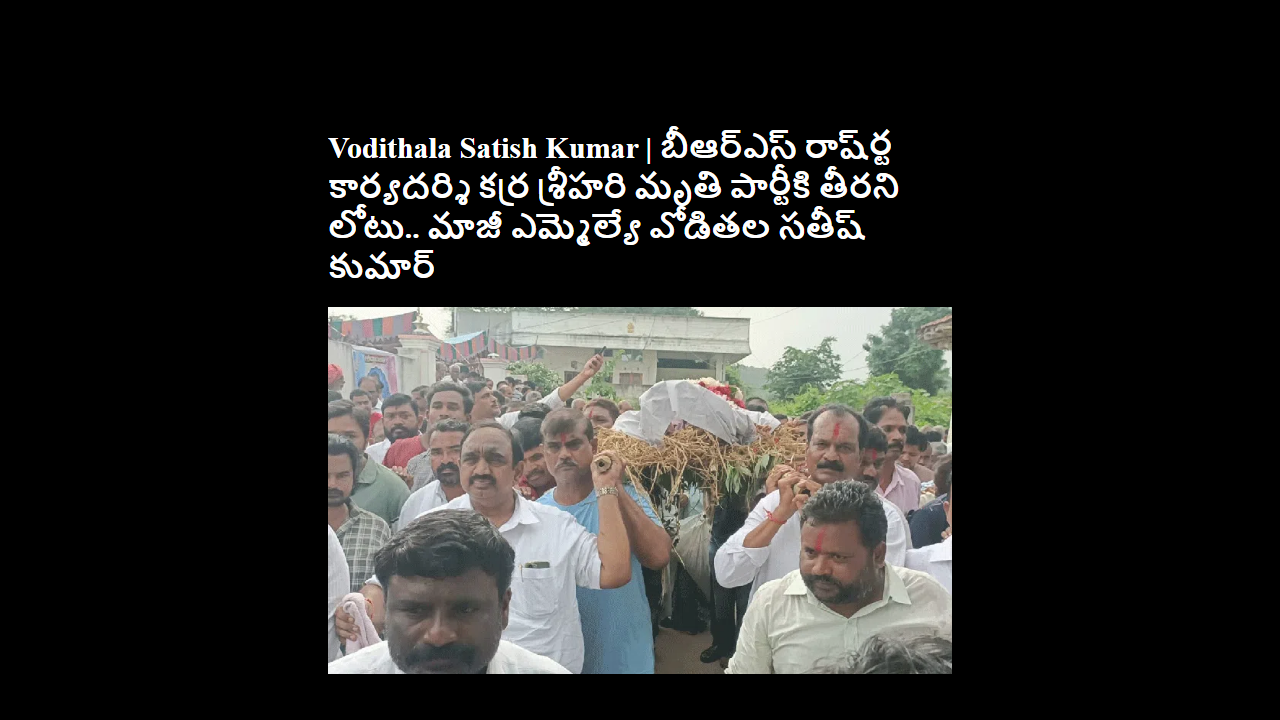 Vodithala Satish Kumar | బీఆర్ఎస్ రాష్ట్ర
కార్యదర్శి కర్ర శ్రీహరి మృతి పార్టీకి తీరని
లోటు.. మాజీ ఎమ్మెల్యే వోడితల సతీష్
కుమార్